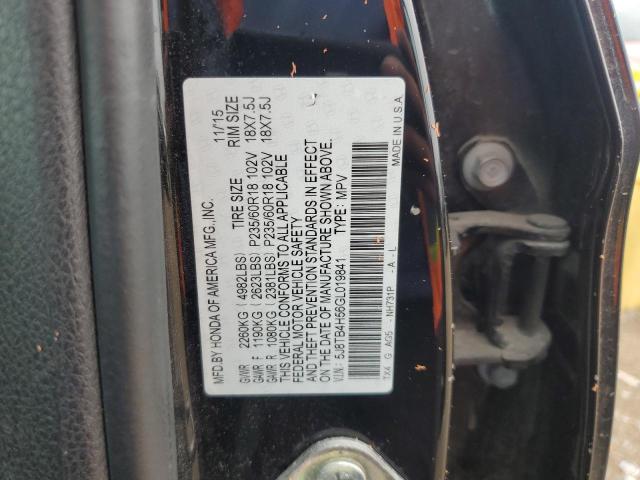 MFD.BY HONDA OF AMERICA MFG.,INC. 11/15
TIRE SIZE RIM SIZE
GVWR 2260KG (4982LBS)
GAWR F 1190KG (2623LBS) P235/60R18 102V 18X7.5J
GAWR R 1080KG (2381LBS) P235/60R18 102V 18X7.5J
THIS VEHICLE CONFORMS TO ALL APPLICABLE
FEDERAL MOTOR VEHICLE SAFETY
AND THEFT PREVENTION STANDARDS IN EFFECT
ON THE DATE OF MANUFACTURE SHOWN ABOVE.
V.I.N.: 5J8TB4H56GL019841 TYPE: MPV
TX4 G AG5 - NH731P - A - L MADE IN U.S.A